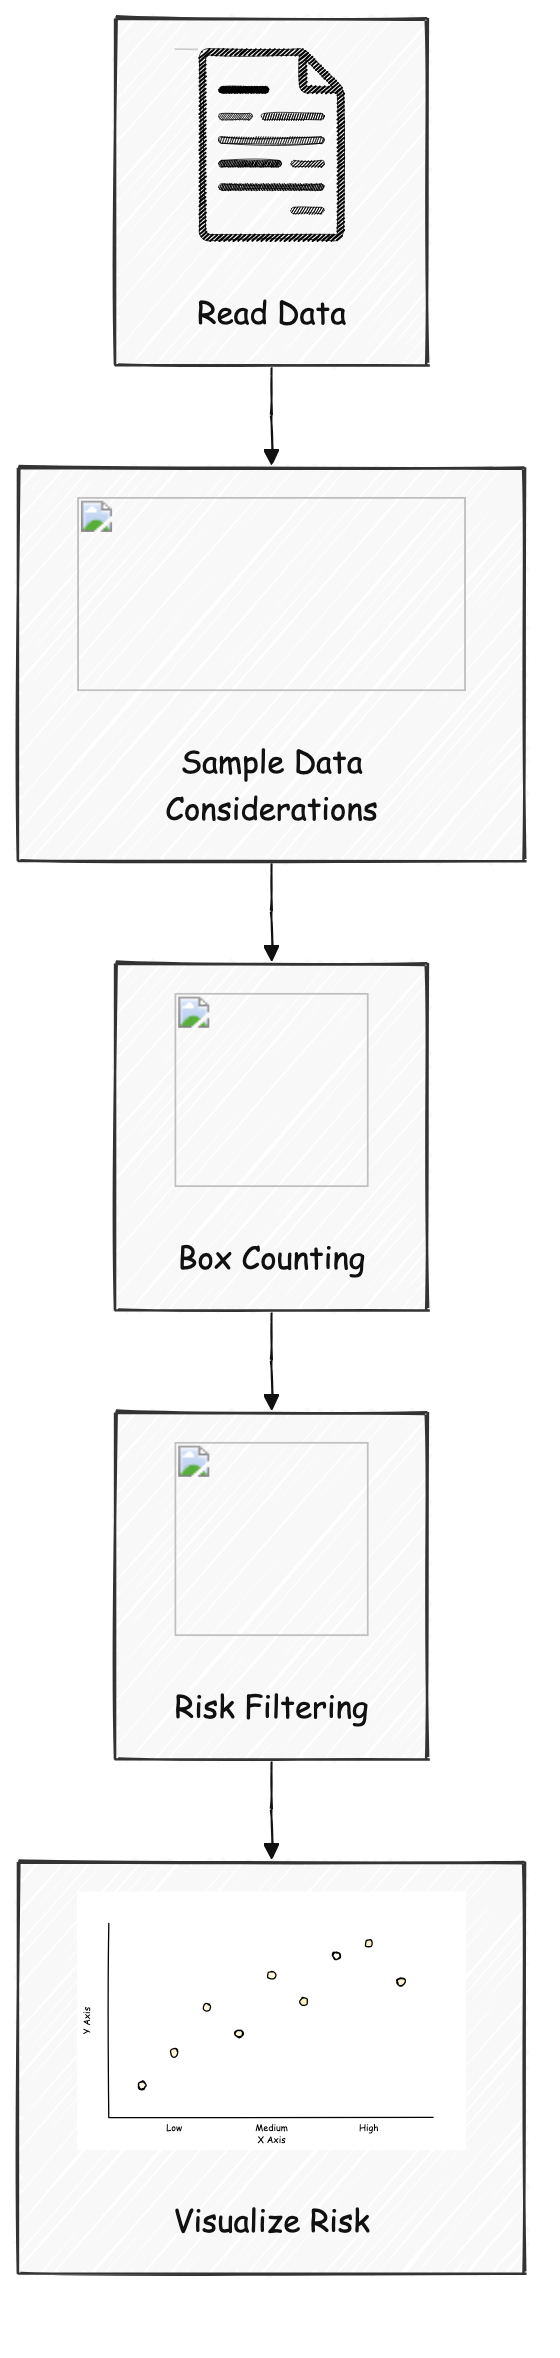 Read Data
Sample Data
Considerations
Box Counting
Risk Filtering
Y Axis
Low Medium High
X Axis
Visualize Risk